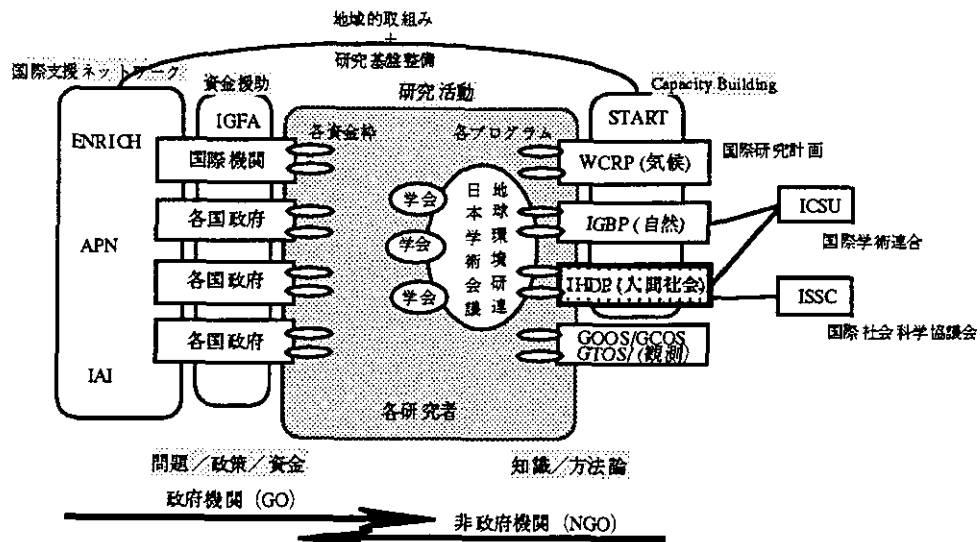 地域的取組み
+
研究基盤整備
国際支援ネットワーク
資金援助
研究活動
Capacity Building
ENRICH
APN
IAI
IGFA
国際機関
各国政府
各国政府
各国政府
各資金枠
各プログラム
学会
学会
学会
地球環境研連
日本学術会議
各研究者
START
WCRP (気候)
IGBP (自然)
IHDP (人間社会)
GOOS/GCOS
GTOS/(観測)
国際研究計画
ICSU
国際学術連合
ISSC
国際社会科学協議会
問題／政策／資金
知識／方法論
政府機関 (GO)
非政府機関 (NGO)